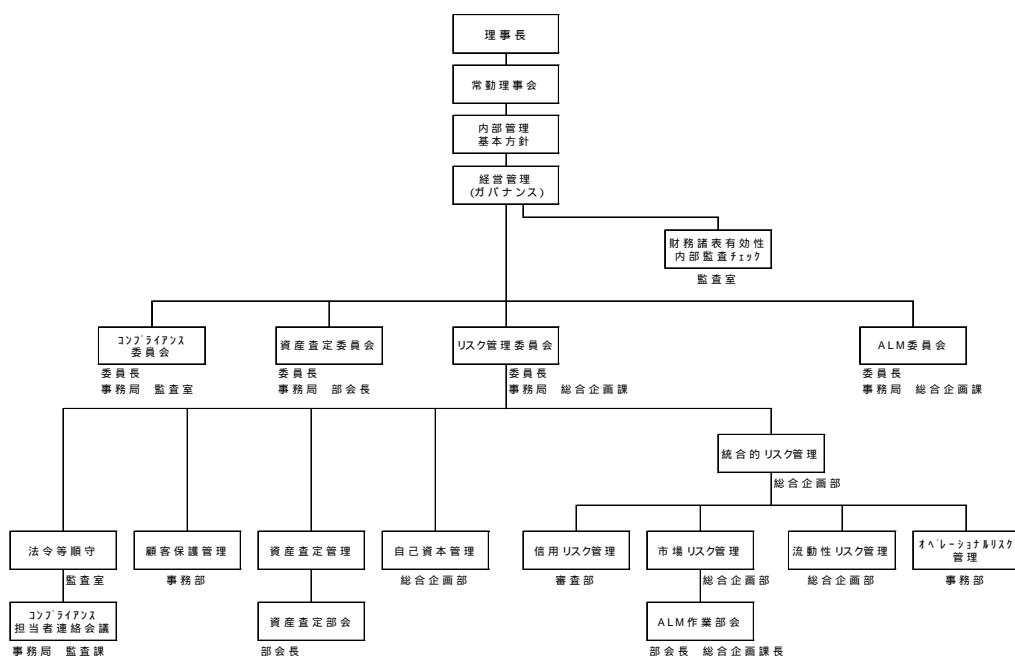 理事長
常勤理事会
内部管理
基本方針
経営管理
(ガバナンス)
財務諸表有効性
内部監査ﾁｪｯｸ
監査室
ｺﾝﾌﾟﾗｲｱﾝｽ
委員会
委員長
事務局 監査室
資産査定委員会
委員長
事務局 部会長
リスク管理委員会
委員長
事務局 総合企画課
ALM委員会
委員長
事務局 総合企画課
統合的リスク管理
総合企画部
法令等順守
監査室
顧客保護管理
事務部
資産査定管理
自己資本管理
総合企画部
信用リスク管理
審査部
市場リスク管理
総合企画部
流動性リスク管理
総合企画部
ｵﾍﾟﾚｰｼｮﾅﾙﾘｽｸ
管理
事務部
ｺﾝﾌﾟﾗｲｱﾝｽ
担当者連絡会議
事務局 監査課
資産査定部会
部会長
ALM作業部会
部会長 総合企画課長